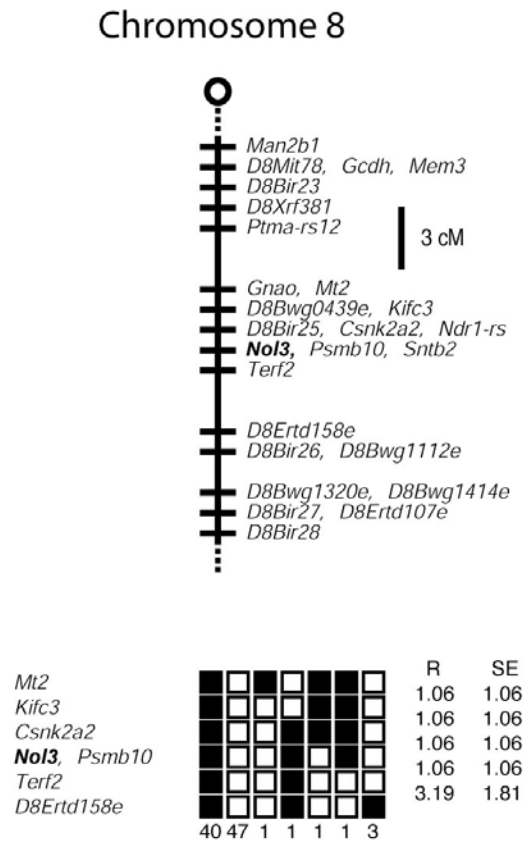 Chromosome 8
Man2b1
D8Mit78, Gcdh, Mem3
D8Bir23
D8Xrf381
Ptma-rs12
3 cM
Gnao, Mt2
D8Bwg0439e, Kifc3
D8Bir25, Csnk2a2, Ndr1-rs
Nol3, Psmb10, Sntb2
Terf2
D8Ertd158e
D8Bir26, D8Bwg1112e
D8Bwg1320e, D8Bwg1414e
D8Bir27, D8Ertd107e
D8Bir28
R SE
Mt2
1.06 1.06
Kifc3
1.06 1.06
Csnk2a2
1.06 1.06
Nol3, Psmb10
1.06 1.06
Terf2
3.19 1.81
D8Ertd158e
40 47 1 1 1 1 3